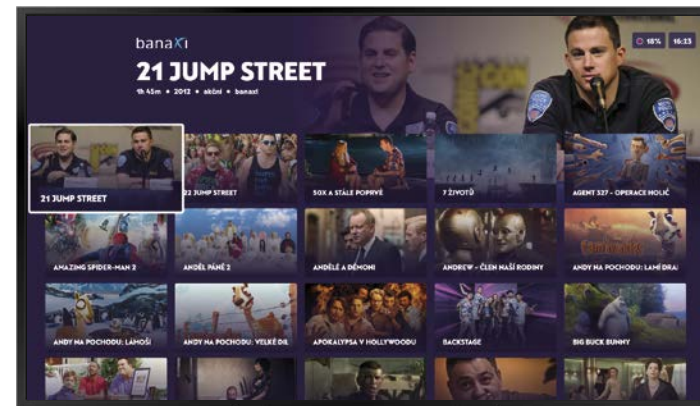 banaxi
18%
16:23
21 JUMP STREET
1h 45m • 2012 • akční • banaxi
COMIC CON
21 JUMP STREET
22 JUMP STREET
50X A STÁLE POPRVÉ
7 ŽIVOTŮ
AGENT 327 - OPERACE HOLIČ
AMAZING SPIDER-MAN 2
ANDĚL PÁNĚ 2
ANDĚLÉ A DÉMONI
ANDREW - ČLEN NAŠÍ RODINY
ANDY NA POCHODU: LAMÍ DRA
ANDY NA POCHODU: LÁMOŠI
ANDY NA POCHODU: VELKÉ DIL
APOKALYPSA V HOLLYWOODU
BACKSTAGE
BIG BUCK BUNNY